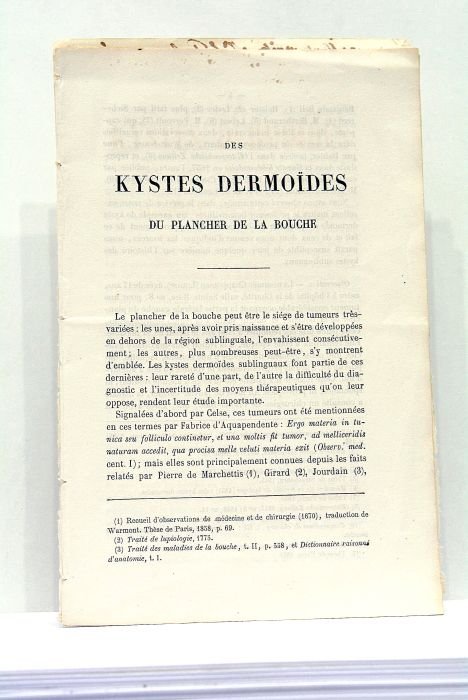 DES
KYSTES DERMOÏDES
DU PLANCHER DE LA BOUCHE
Le plancher de la bouche peut être le siége de tumeurs très-
variées : les unes, après avoir pris naissance et s'être développées
en dehors de la région sublinguale, l'envahissent consécutive-
ment; les autres, plus nombreuses peut-être, s'y montrent
d'emblée. Les kystes dermoïdes sublinguaux font partie de ces
dernières : leur rareté d'une part, de l'autre la difficulté du dia-
gnostic et l'incertitude des moyens thérapeutiques qu'on leur
oppose, rendent leur étude importante.
Signalées d'abord par Celse, ces tumeurs ont été mentionnées
en ces termes par Fabrice d'Aquapendente : Ergo materia in tu-
nica seu folliculo continetur, et una moltis fit tumor, ad melliceridis
naturam accedit, qua procisa melle veluti materia exit (Observ. med.
cent. I); mais elles sont principalement connues depuis les faits
relatés par Pierre de Marchettis (1), Girard (2), Jourdain (3),
(1) Recueil d'observations de médecine et de chirurgie (1670), traduction de
Warmont. Thèse de Paris, 1858, p. 69.
(2) Traité de lupiologie, 1775.
(3) Traité des maladies de la bouche, t. II, p. 558, et Dictionnaire raisonné
d'anatomie, t. I.